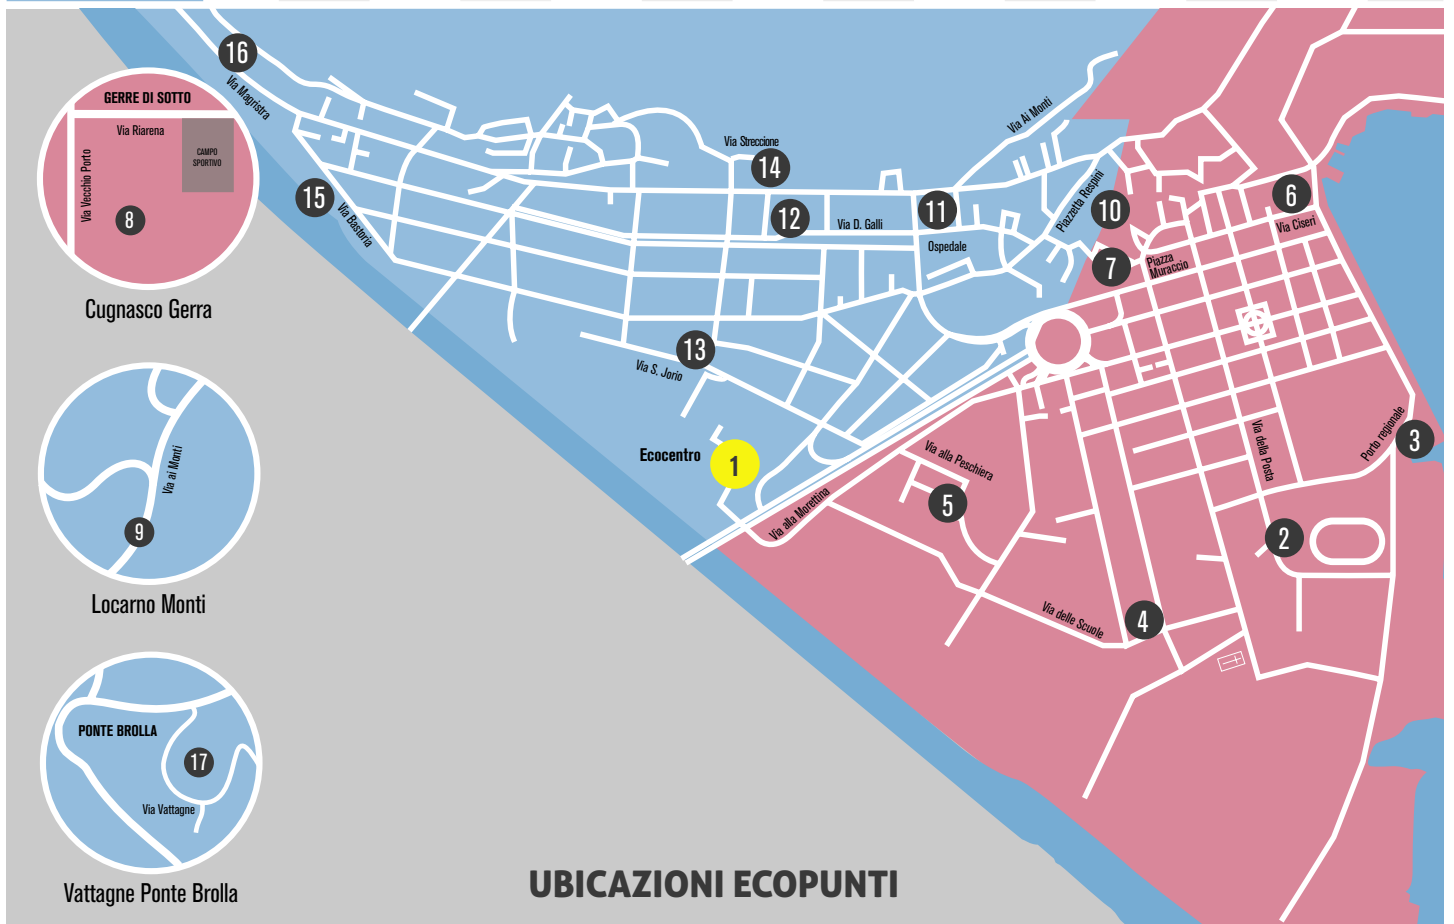 16
Via Magristra
GERRE DI SOTTO
Via Riarena
CAMPO
SPORTIVO
Via Vecchio Porto
8
Cugnasco Gerra
15
Via Bastoria
Via Streccione
14
12
Via D. Galli
11
Ospedale
Via Ai Monti
Piazzetta Respini
10
7
Piazza
Muraccio
6
Via Ciseri
13
Via S. Jorio
Ecocentro
1
Via alla Morettina
Via alla Peschiera
5
Via della Posta
Porto regionale
3
2
Via delle Scuole
4
Via ai Monti
9
Locarno Monti
PONTE BROLLA
17
Via Vattagne
Vattagne Ponte Brolla
UBICAZIONI ECOPUNTI